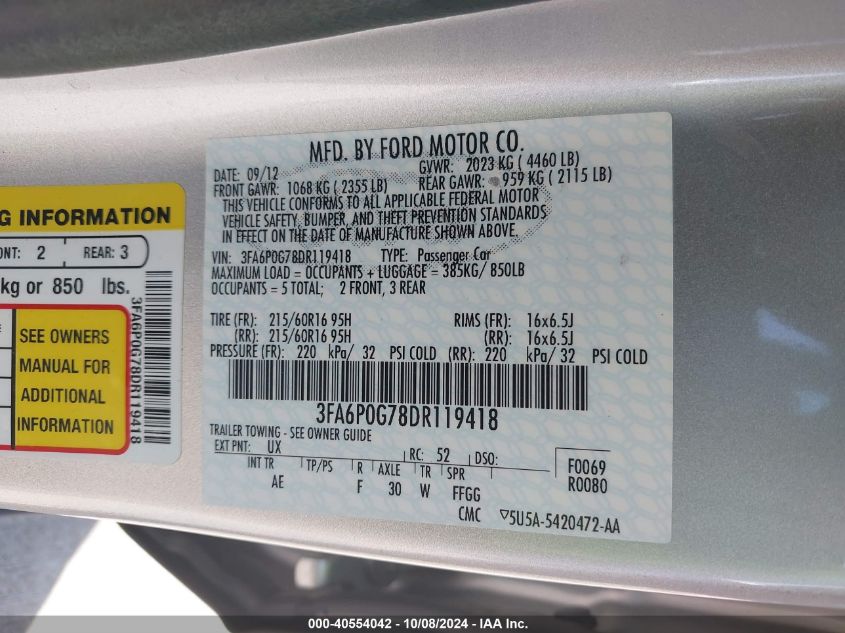 G INFORMATION
NT: 2 REAR: 3
kg or 850 lbs.
SEE OWNERS
MANUAL FOR
ADDITIONAL
INFORMATION
3FA6P0G78DR119418
MFD. BY FORD MOTOR CO.
DATE: 09/12 GVWR: 2023 KG ( 4460 LB)
FRONT GAWR: 1068 KG ( 2355 LB) REAR GAWR: 959 KG ( 2115 LB)
THIS VEHICLE CONFORMS TO ALL APPLICABLE FEDERAL MOTOR
VEHICLE SAFETY, BUMPER, AND THEFT PREVENTION STANDARDS
IN EFFECT ON THE DATE OF MANUFACTURE SHOWN ABOVE.
VIN: 3FA6P0G78DR119418 TYPE: Passenger Car
MAXIMUM LOAD = OCCUPANTS + LUGGAGE = 385KG/ 850LB
OCCUPANTS = 5 TOTAL; 2 FRONT, 3 REAR
TIRE (FR): 215/60R16 95H RIMS (FR): 16x6.5J
(RR): 215/60R16 95H (RR): 16x6.5J
PRESSURE (FR): 220 kPa/ 32 PSI COLD (RR): 220 kPa/ 32 PSI COLD
3FA6P0G78DR119418
TRAILER TOWING - SEE OWNER GUIDE
EXT PNT: UX RC: 52 DSO: F0069
INT TR TP/PS R AXLE TR SPR R0080
AE F 30 W FFGG
CMC ▽5U5A-5420472-AA
000-40554042 - 10/08/2024 - IAA Inc.